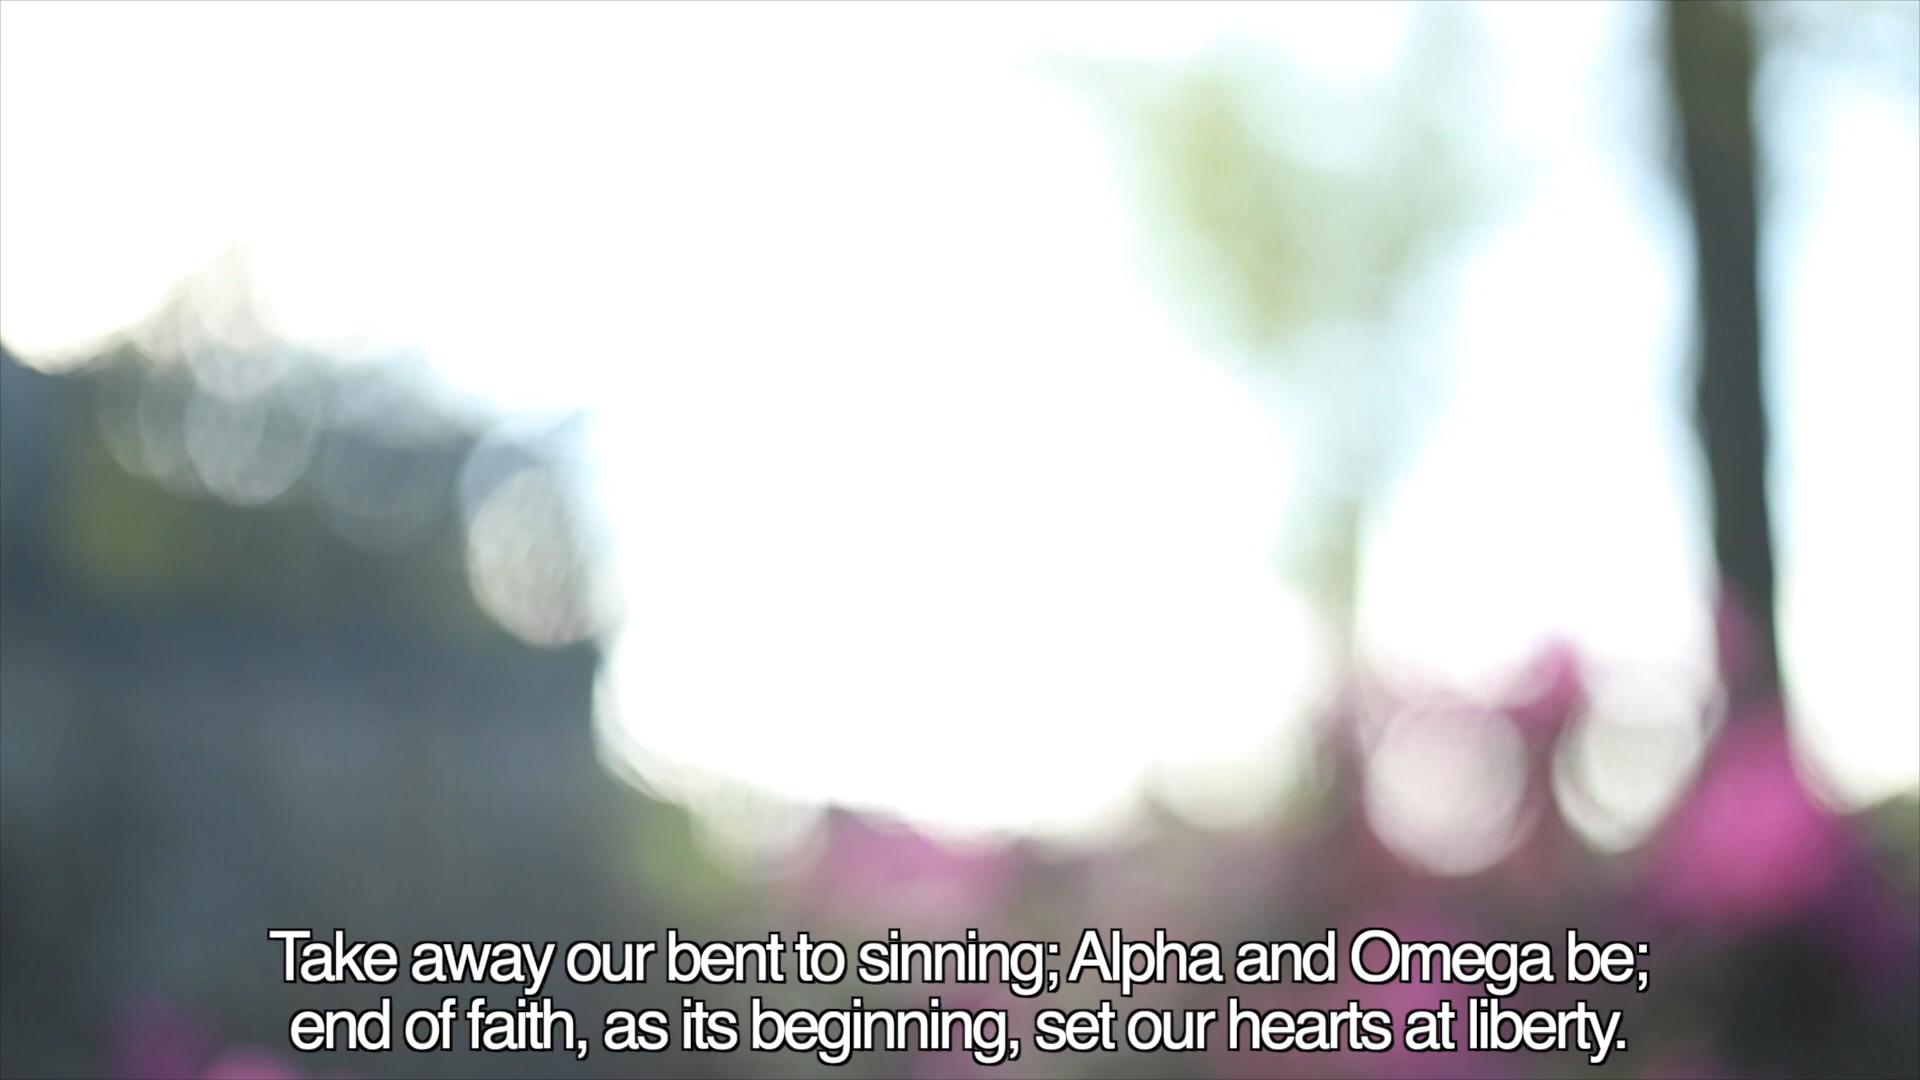 Take away our bent to sinning; Alpha and Omega be;
end of faith, as its beginning, set our hearts at liberty.